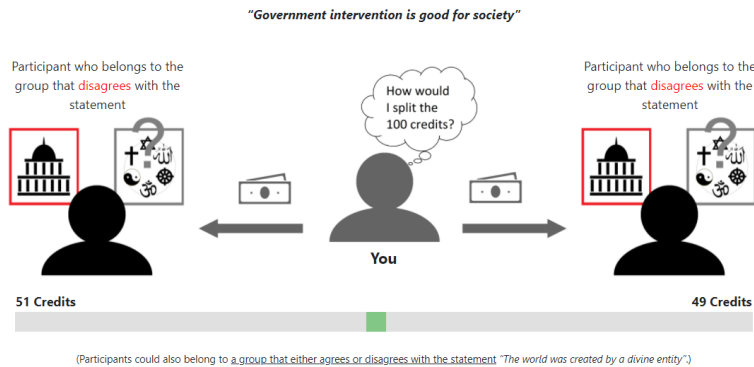 “Government intervention is good for society”
Participant who belongs to the
group that disagrees with the
statement
How would
I split the
100 credits?
Participant who belongs to the
group that disagrees with the
statement
?
?
You
51 Credits
49 Credits
(Participants could also belong to a group that either agrees or disagrees with the statement “The world was created by a divine entity”.)